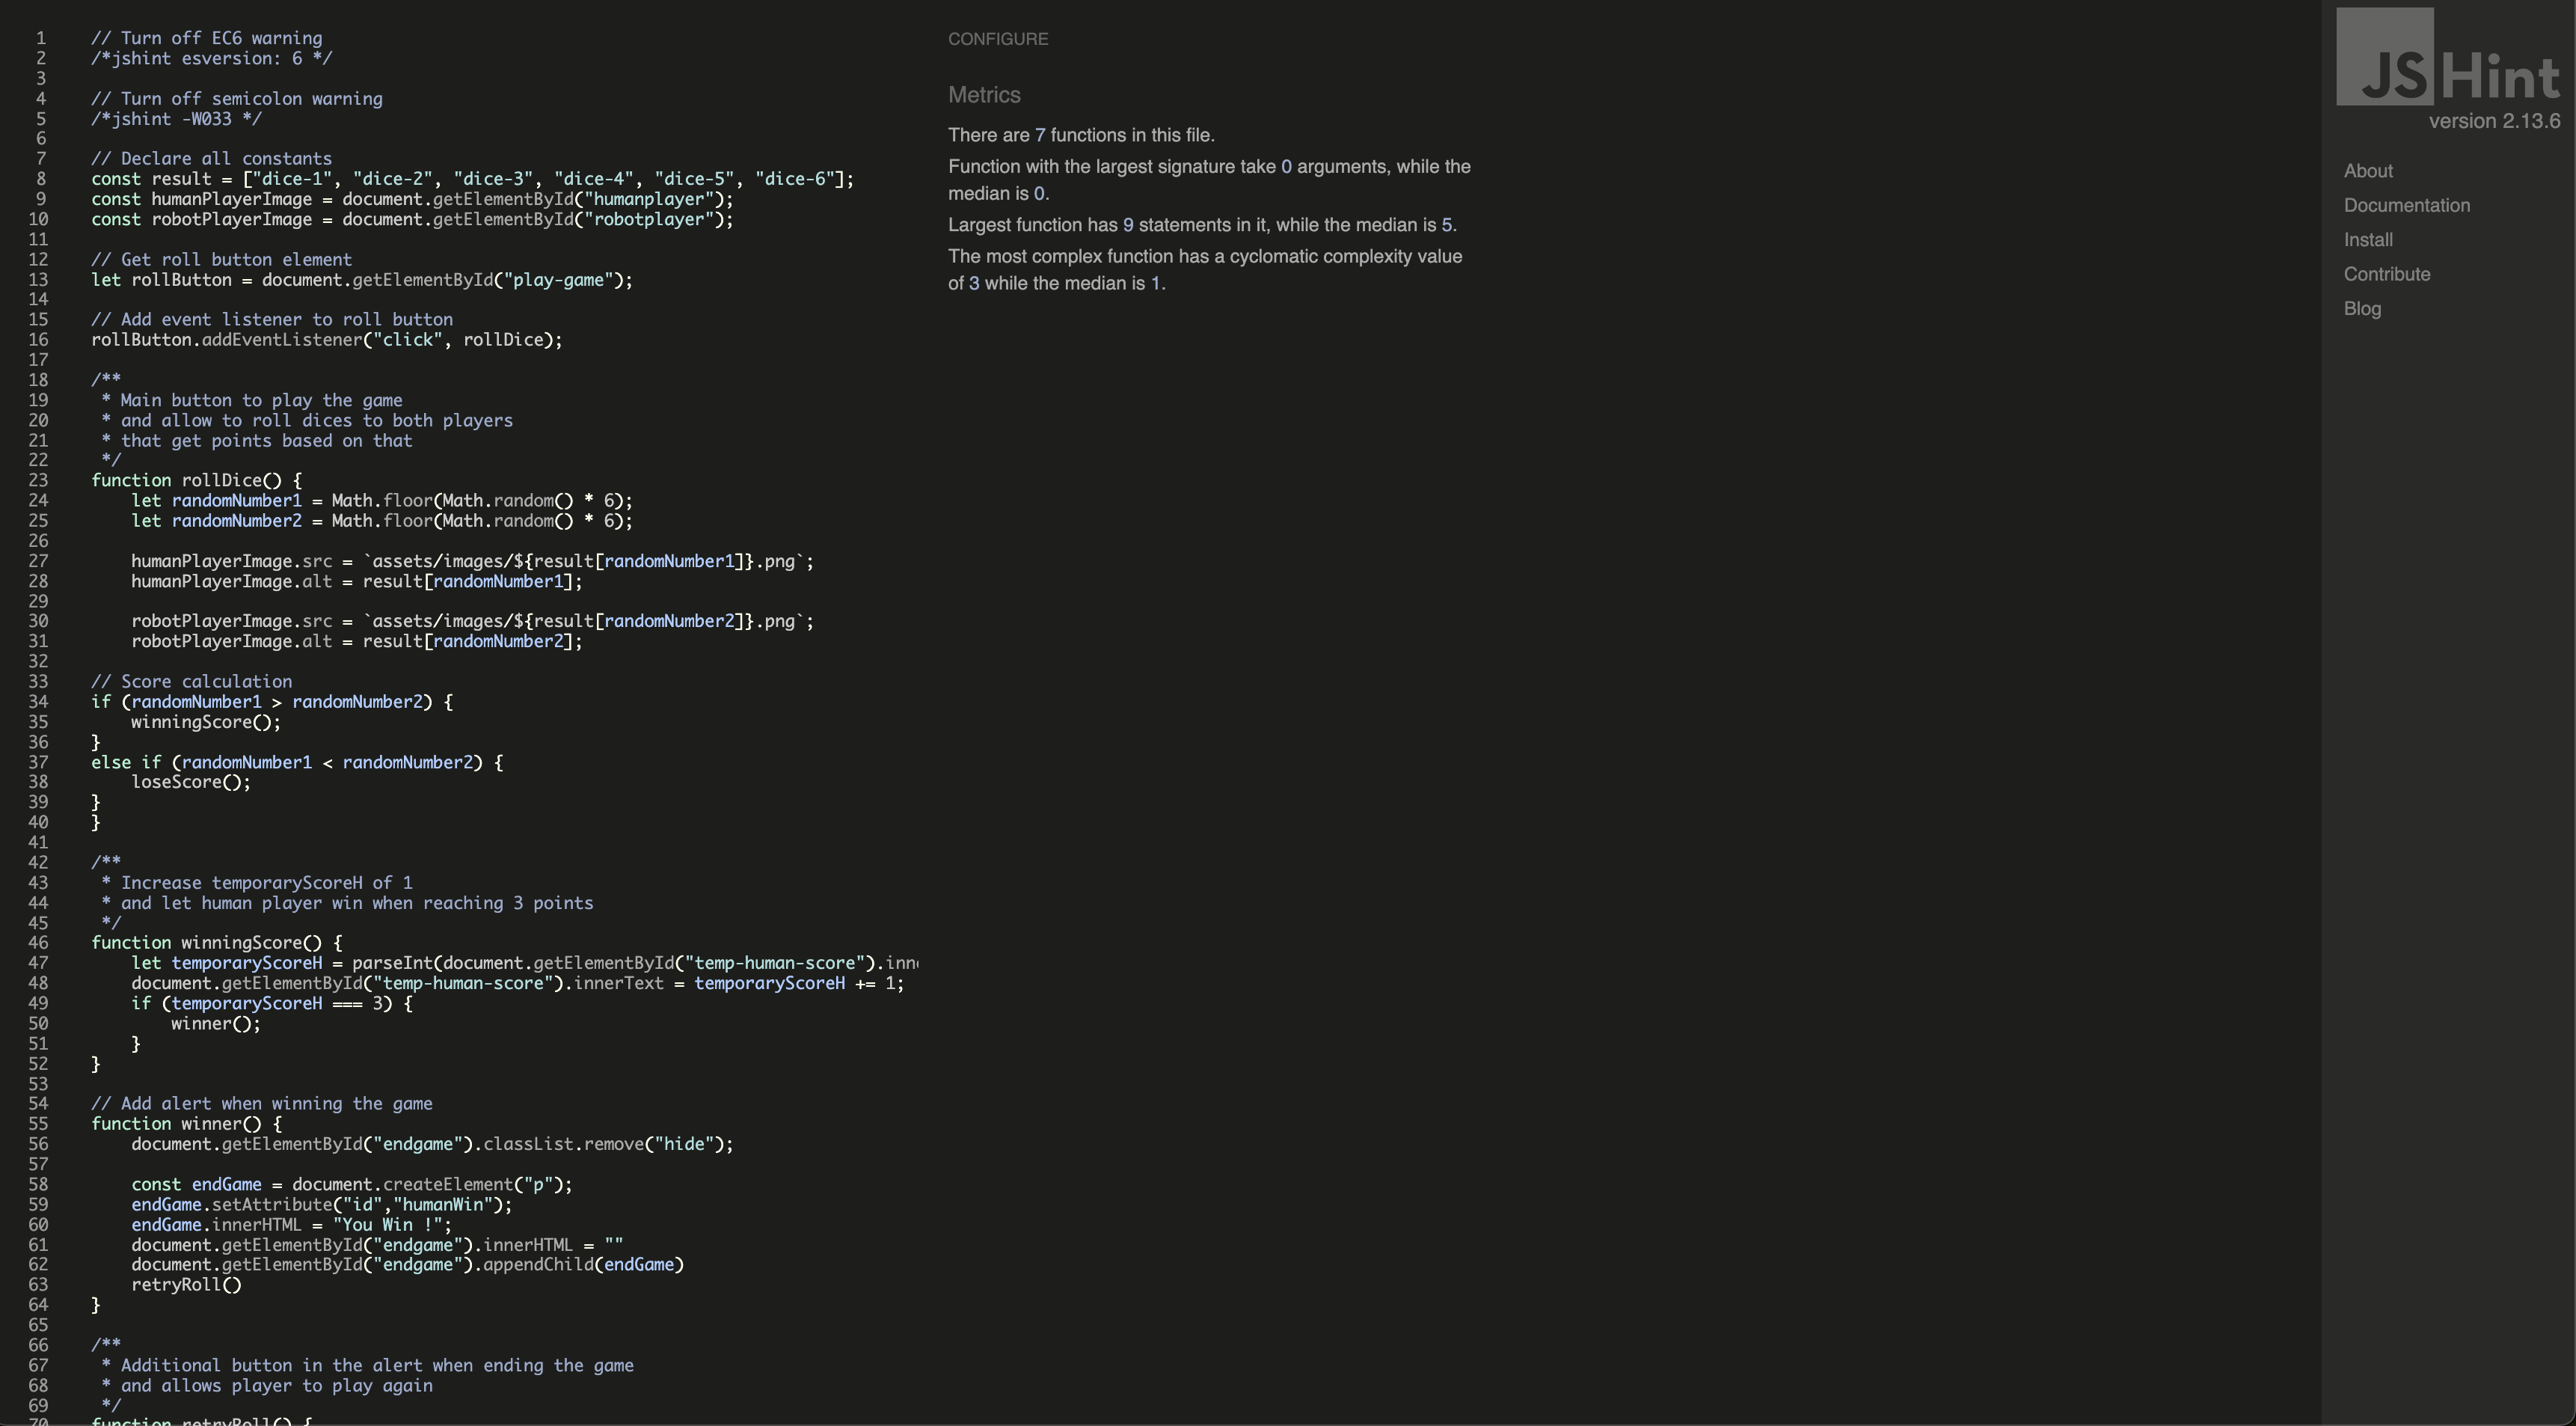 1 // Turn off EC6 warning
2 /*jshint esversion: 6 */
3
4 // Turn off semicolon warning
5 /*jshint -W033 */
6
7 // Declare all constants
8 const result = ["dice-1", "dice-2", "dice-3", "dice-4", "dice-5", "dice-6"];
9 const humanPlayerImage = document.getElementById("humanplayer");
10 const robotPlayerImage = document.getElementById("robotplayer");
11
12 // Get roll button element
13 let rollButton = document.getElementById("play-game");
14
15 // Add event listener to roll button
16 rollButton.addEventListener("click", rollDice);
17
18 /**
19 * Main button to play the game
20 * and allow to roll dices to both players
21 * that get points based on that
22 */
23 function rollDice() {
24 let randomNumber1 = Math.floor(Math.random() * 6);
25 let randomNumber2 = Math.floor(Math.random() * 6);
26
27 humanPlayerImage.src = `assets/images/${result[randomNumber1]}.png`;
28 humanPlayerImage.alt = result[randomNumber1];
29
30 robotPlayerImage.src = `assets/images/${result[randomNumber2]}.png`;
31 robotPlayerImage.alt = result[randomNumber2];
32
33 // Score calculation
34 if (randomNumber1 > randomNumber2) {
35 winningScore();
36 }
37 else if (randomNumber1 < randomNumber2) {
38 loseScore();
39 }
40 }
41
42 /**
43 * Increase temporaryScoreH of 1
44 * and let human player win when reaching 3 points
45 */
46 function winningScore() {
47 let temporaryScoreH = parseInt(document.getElementById("temp-human-score").inn
48 document.getElementById("temp-human-score").innerText = temporaryScoreH += 1;
49 if (temporaryScoreH === 3) {
50 winner();
51 }
52 }
53
54 // Add alert when winning the game
55 function winner() {
56 document.getElementById("endgame").classList.remove("hide");
57
58 const endGame = document.createElement("p");
59 endGame.setAttribute("id","humanWin");
60 endGame.innerHTML = "You Win !";
61 document.getElementById("endgame").innerHTML = ""
62 document.getElementById("endgame").appendChild(endGame)
63 retryRoll()
64 }
65
66 /**
67 * Additional button in the alert when ending the game
68 * and allows player to play again
69 */
70 function retryRoll() {
CONFIGURE
Metrics
There are 7 functions in this file.
Function with the largest signature take 0 arguments, while the
median is 0.
Largest function has 9 statements in it, while the median is 5.
The most complex function has a cyclomatic complexity value
of 3 while the median is 1.
JSHint
version 2.13.6
About
Documentation
Install
Contribute
Blog